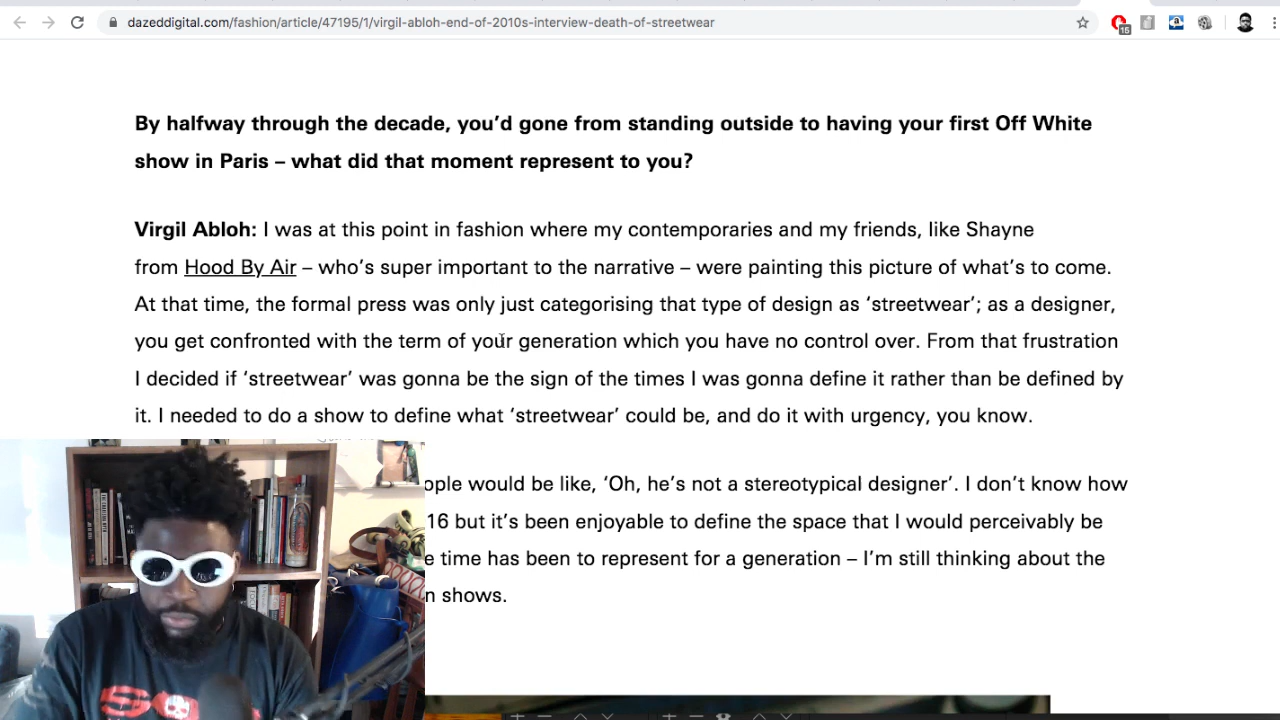 dazeddigital.com/fashion/article/47195/1/virgil-abloh-end-of-2010s-interview-death-of-streetwear
15
By halfway through the decade, you’d gone from standing outside to having your first Off White
show in Paris – what did that moment represent to you?
Virgil Abloh: I was at this point in fashion where my contemporaries and my friends, like Shayne
from Hood By Air – who’s super important to the narrative – were painting this picture of what’s to come.
At that time, the formal press was only just categorising that type of design as ‘streetwear’; as a designer,
you get confronted with the term of your generation which you have no control over. From that frustration
I decided if ‘streetwear’ was gonna be the sign of the times I was gonna define it rather than be defined by
it. I needed to do a show to define what ‘streetwear’ could be, and do it with urgency, you know.
ople would be like, ‘Oh, he’s not a stereotypical designer’. I don’t know how
16 but it’s been enjoyable to define the space that I would perceivably be
e time has been to represent for a generation – I’m still thinking about the
n shows.